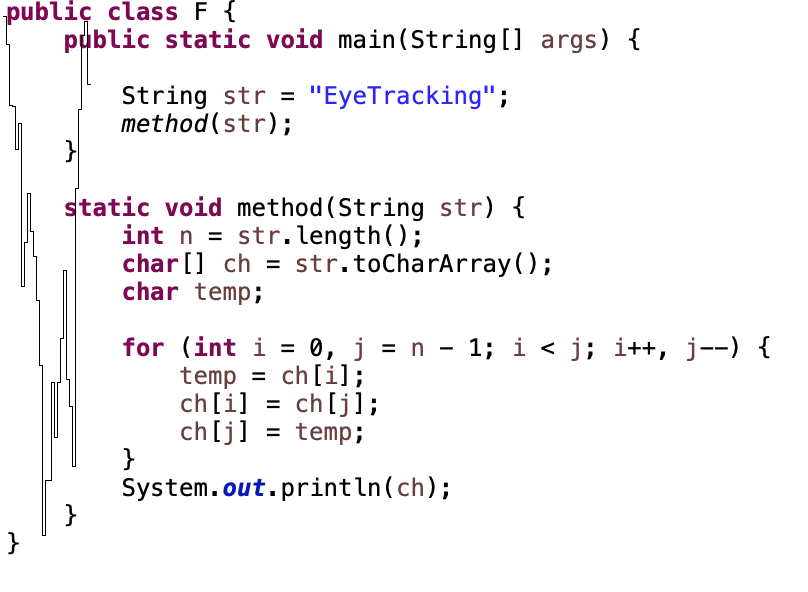 public class F {
    public static void main(String[] args) {
        String str = "EyeTracking";
        method(str);
    }
    static void method(String str) {
        int n = str.length();
        char[] ch = str.toCharArray();
        char temp;
        for (int i = 0, j = n - 1; i < j; i++, j--) {
            temp = ch[i];
            ch[i] = ch[j];
            ch[j] = temp;
        }
        System.out.println(ch);
    }
}